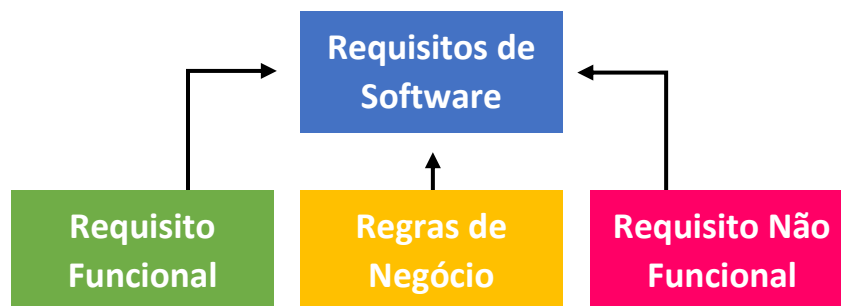 Requisitos de
Software
Requisito
Funcional
Regras de
Negócio
Requisito Não
Funcional